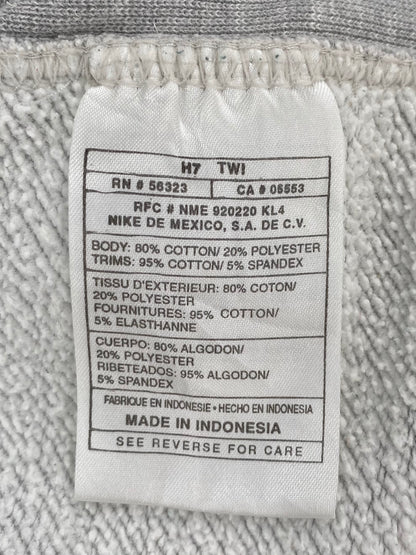 H7 TWI
RN # 56323 CA # 05553
RFC # NME 920220 KL4
NIKE DE MEXICO, S.A. DE C.V.
BODY: 80% COTTON/ 20% POLYESTER
TRIMS: 95% COTTON/ 5% SPANDEX
TISSU D'EXTERIEUR: 80% COTON/
20% POLYESTER
FOURNITURES: 95% COTTON/
5% ELASTHANNE
CUERPO: 80% ALGODON/
20% POLYESTER
RIBETEADOS: 95% ALGODON/
5% SPANDEX
FABRIQUE EN INDONESIE • HECHO EN INDONESIA
MADE IN INDONESIA
SEE REVERSE FOR CARE